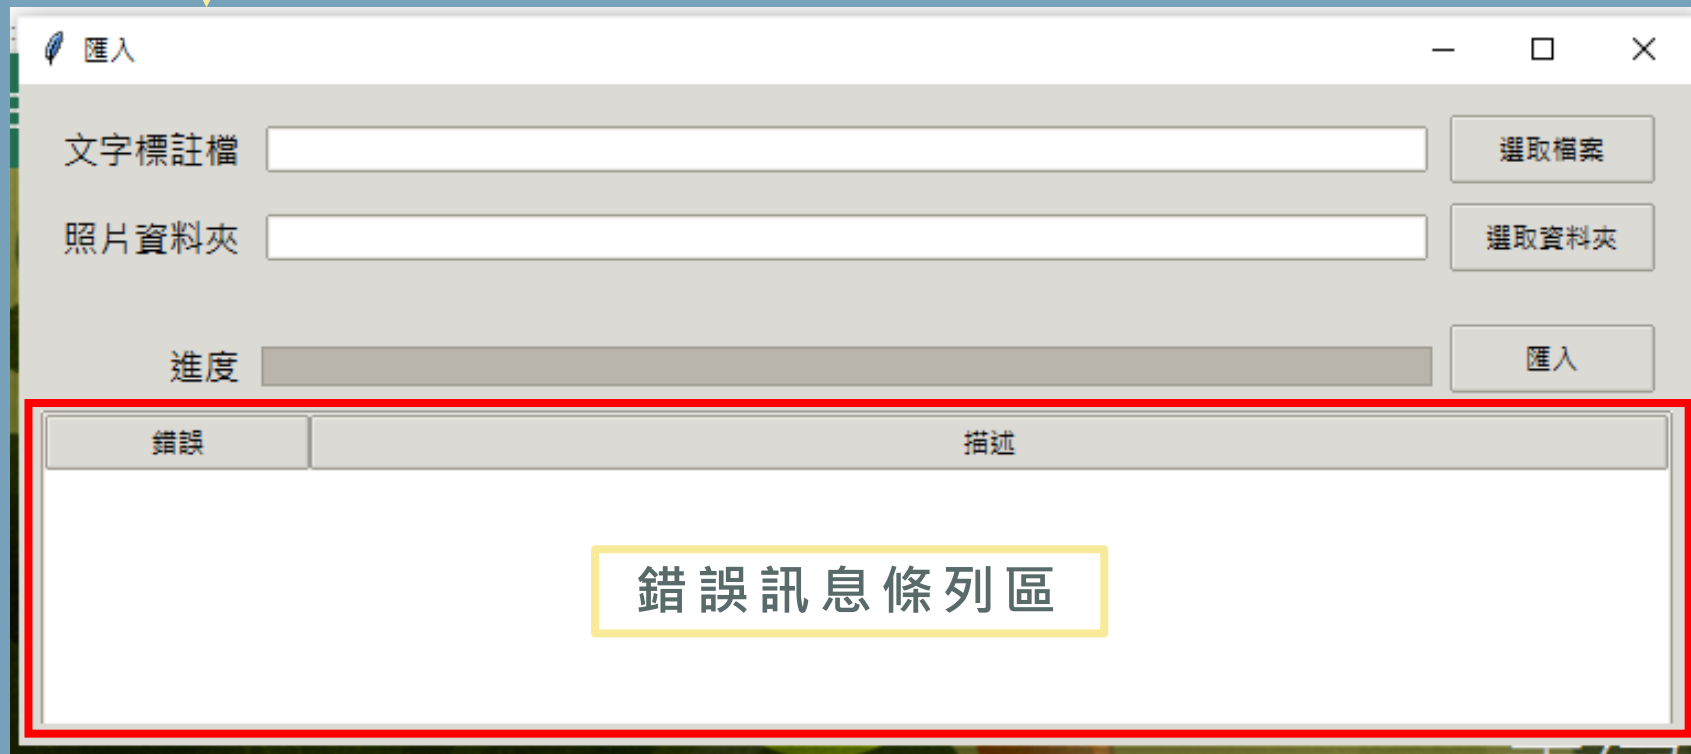 匯入
文字標註檔 選取檔案
照片資料夾 選取資料夾
進度 匯入
錯誤 描述
錯誤訊息條列區